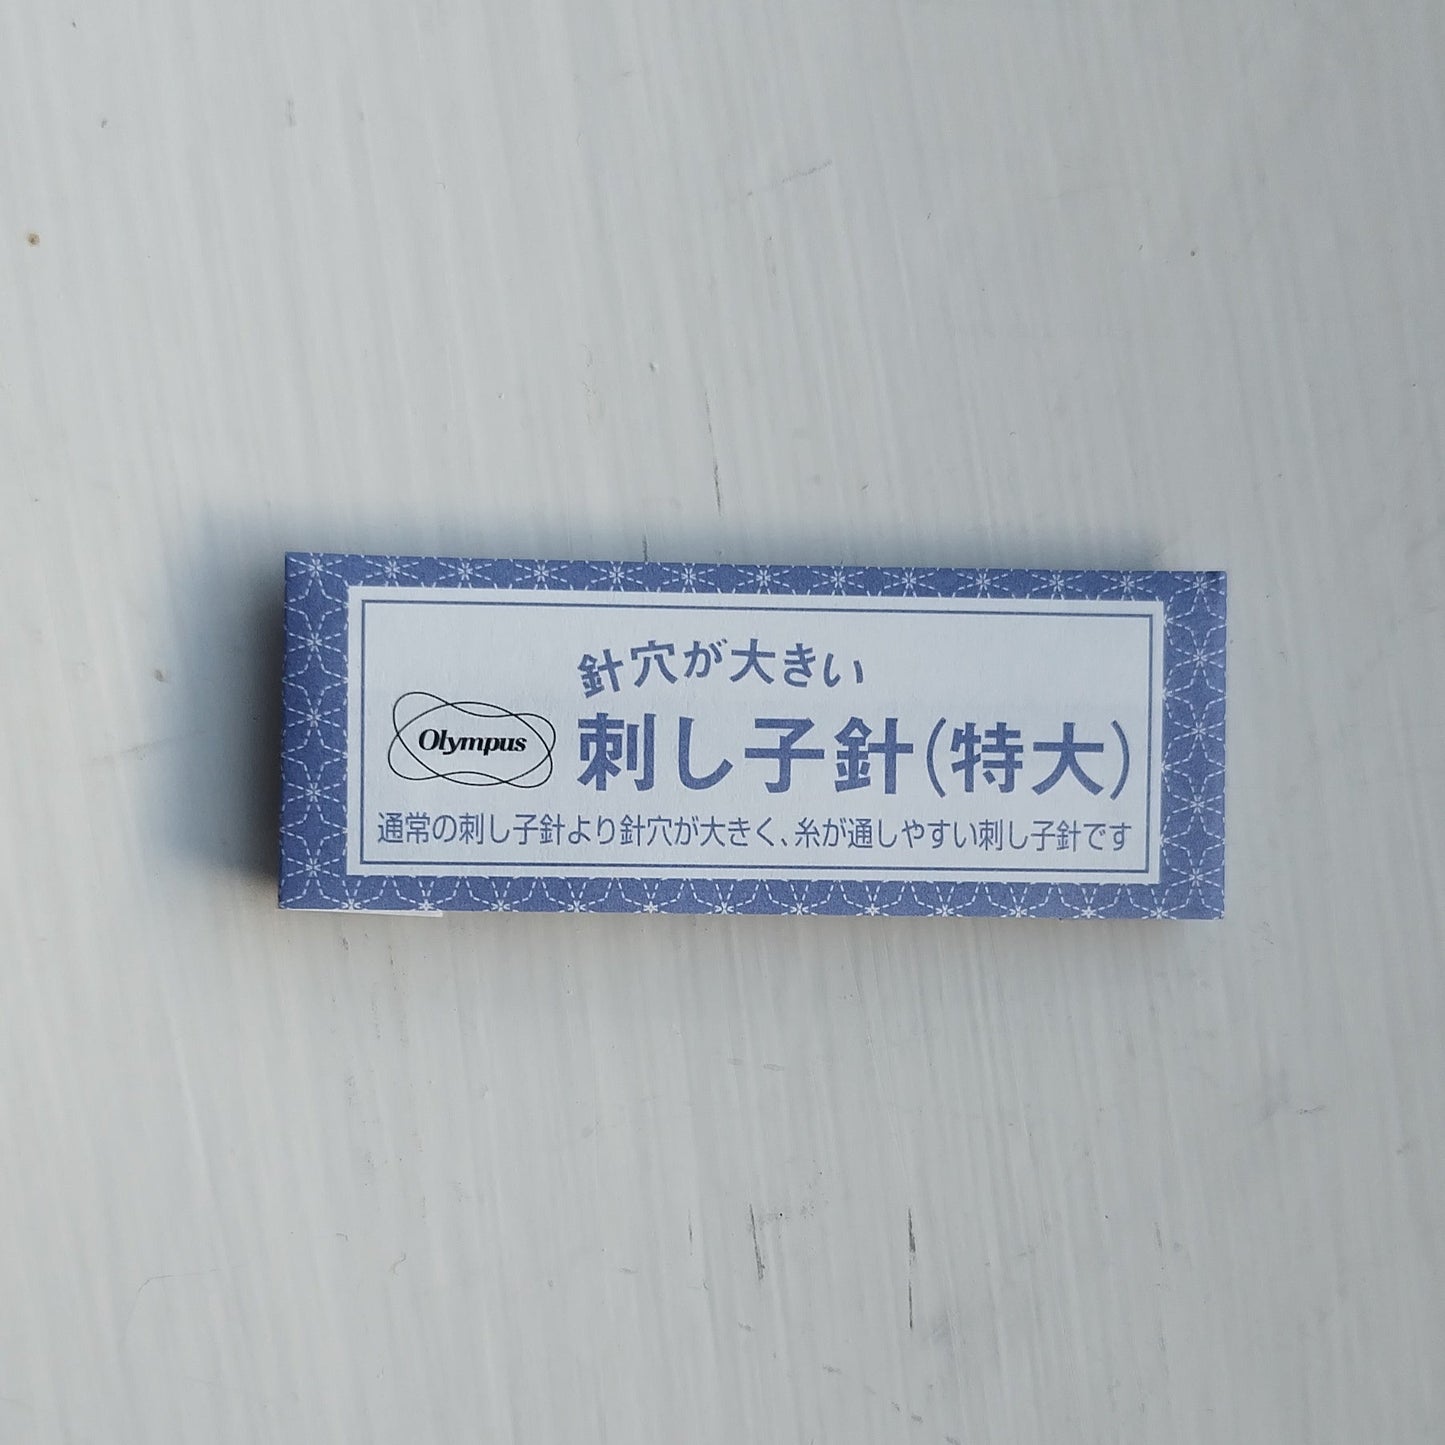 針穴が大きい
Olympus
刺し子針(特大)
通常の刺し子針より針穴が大きく、糸が通しやすい刺し子針です